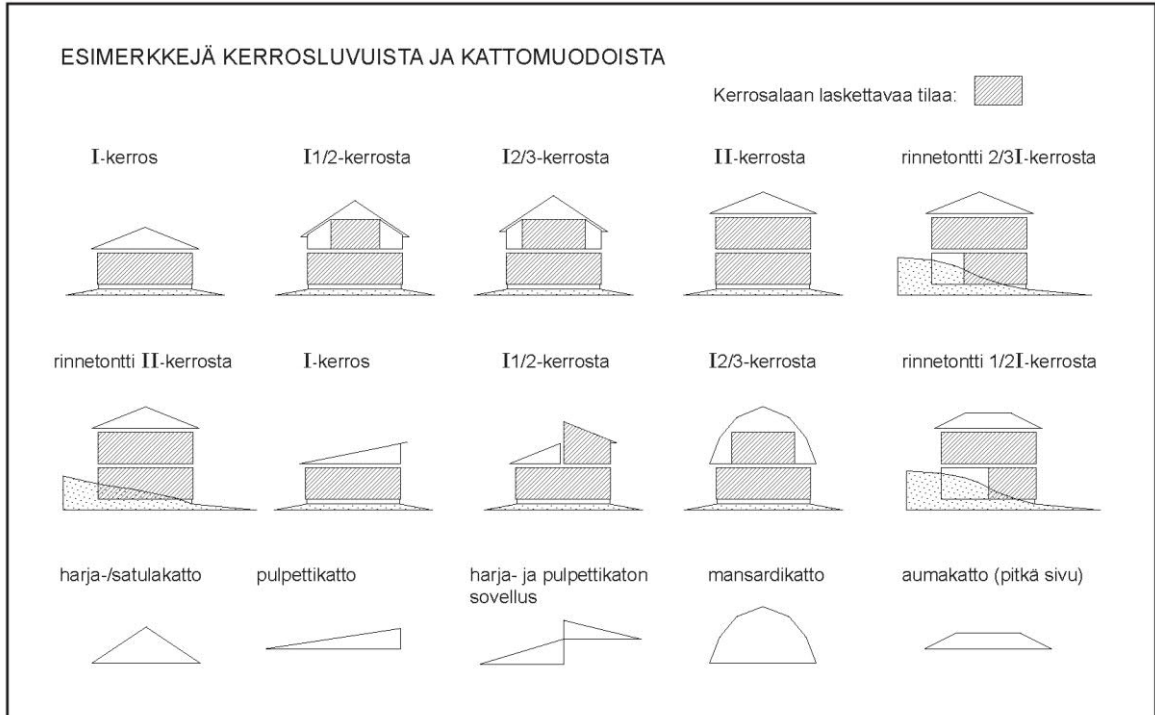 ESIMERKKEJÄ KERROSLUVUISTA JA KATTOMUODOISTA
Kerrosalaan laskettavaa tilaa:
I-kerros
I1/2-kerrosta
I2/3-kerrosta
II-kerrosta
rinnetontti 2/3I-kerrosta
rinnetontti II-kerrosta
I-kerros
I1/2-kerrosta
I2/3-kerrosta
rinnetontti 1/2I-kerrosta
harja-/satulakatto
pulpettikatto
harja- ja pulpettikaton
sovellus
mansardikatto
aumakatto (pitkä sivu)